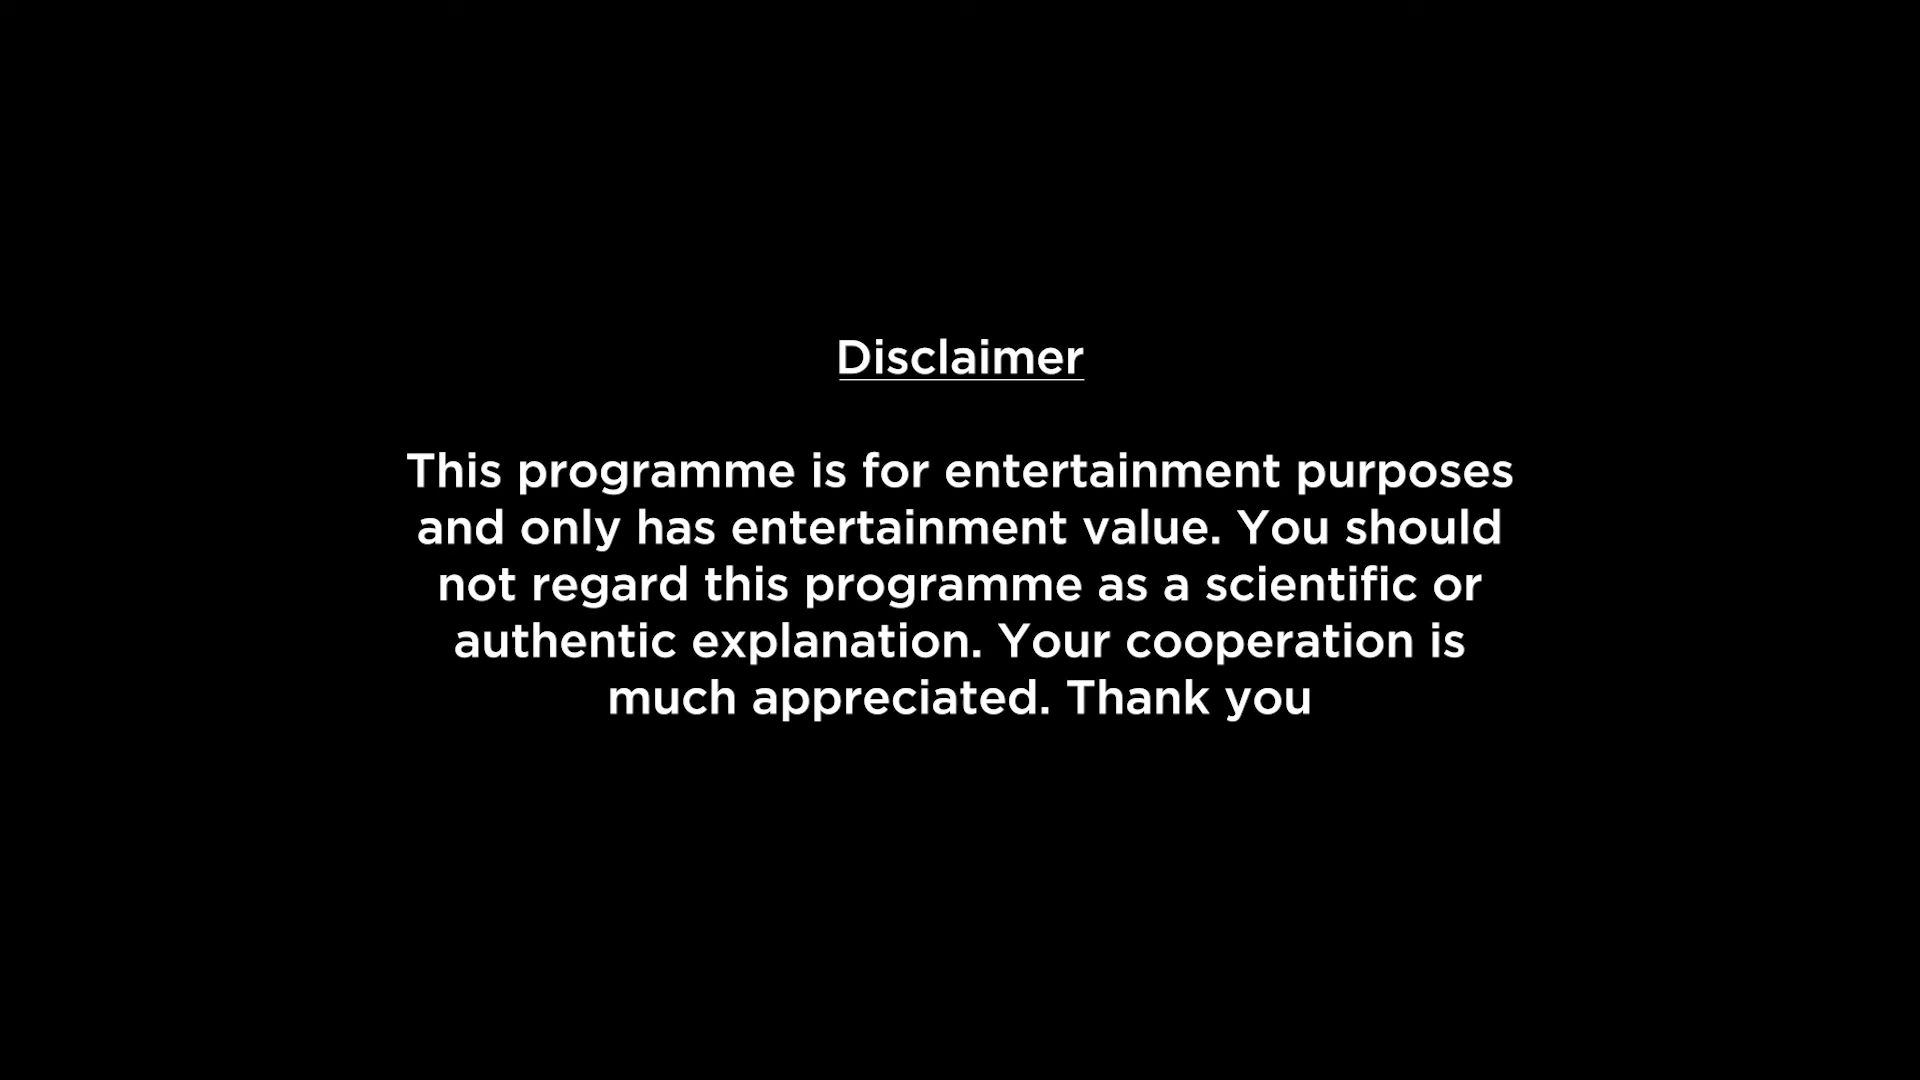 Disclaimer
This programme is for entertainment purposes
and only has entertainment value. You should
not regard this programme as a scientific or
authentic explanation. Your cooperation is
much appreciated. Thank you